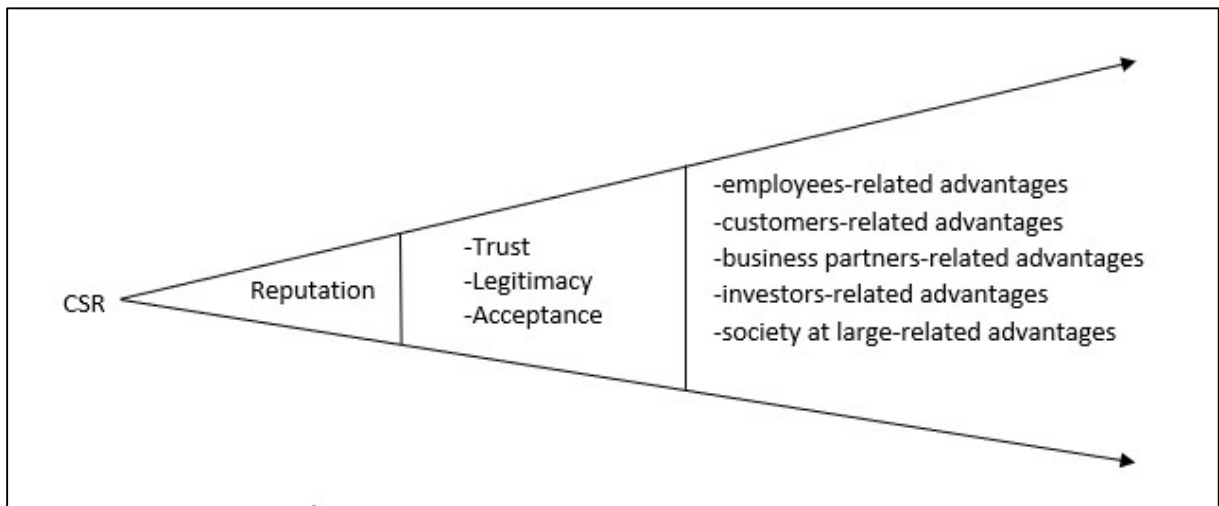 CSR
Reputation
-Trust
-Legitimacy
-Acceptance
-employees-related advantages
-customers-related advantages
-business partners-related advantages
-investors-related advantages
-society at large-related advantages